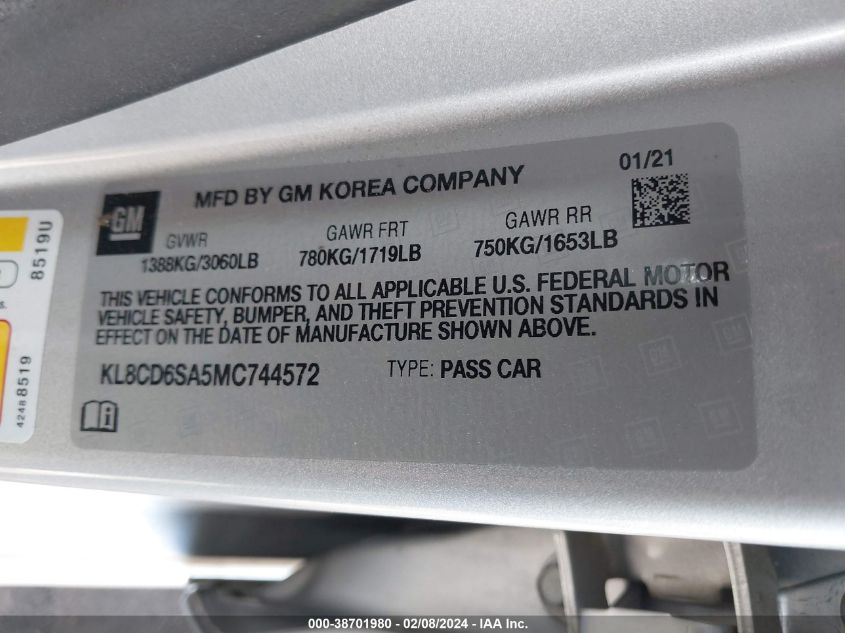 MFD BY GM KOREA COMPANY
01/21
GM
GVWR
1388KG/3060LB
GAWR FRT
780KG/1719LB
GAWR RR
750KG/1653LB
THIS VEHICLE CONFORMS TO ALL APPLICABLE U.S. FEDERAL MOTOR
VEHICLE SAFETY, BUMPER, AND THEFT PREVENTION STANDARDS IN
EFFECT ON THE DATE OF MANUFACTURE SHOWN ABOVE.
KL8CD6SA5MC744572
TYPE: PASS CAR
8519U
s.
42488519
000-38701980 - 02/08/2024 - IAA Inc.